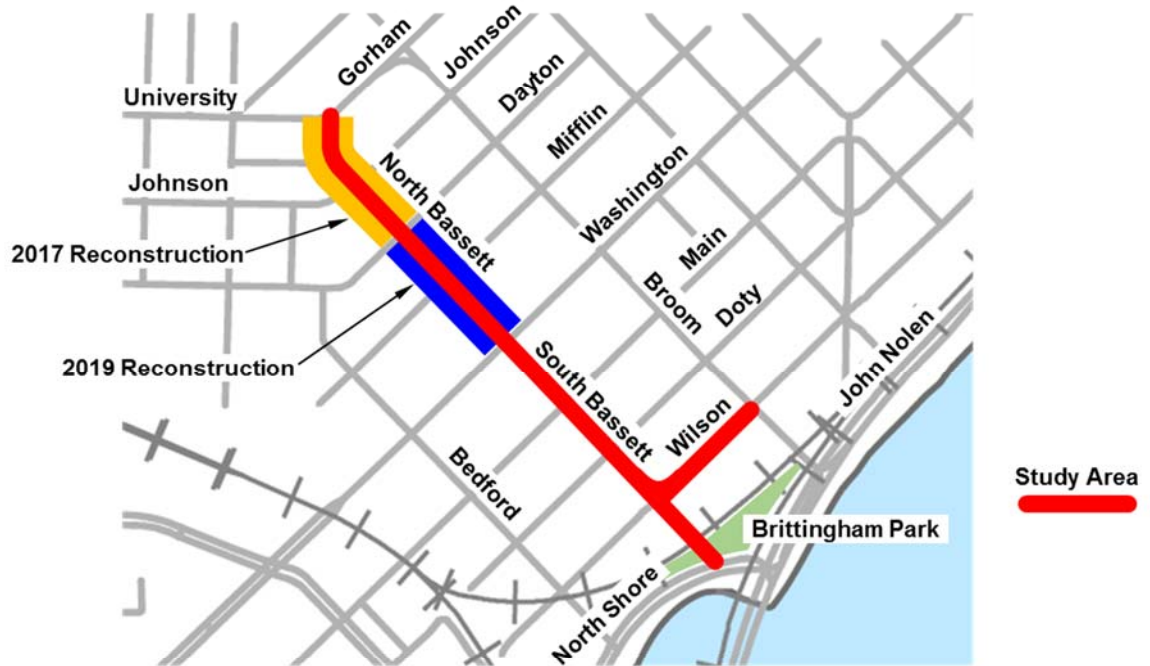 Gorham
Johnson
University
Dayton
Mifflin
Johnson
North Bassett
Washington
2017 Reconstruction
Main
Broom
Doty
2019 Reconstruction
South Bassett
John Nolen
Wilson
Bedford
Study Area
Brittingham Park
North Shore